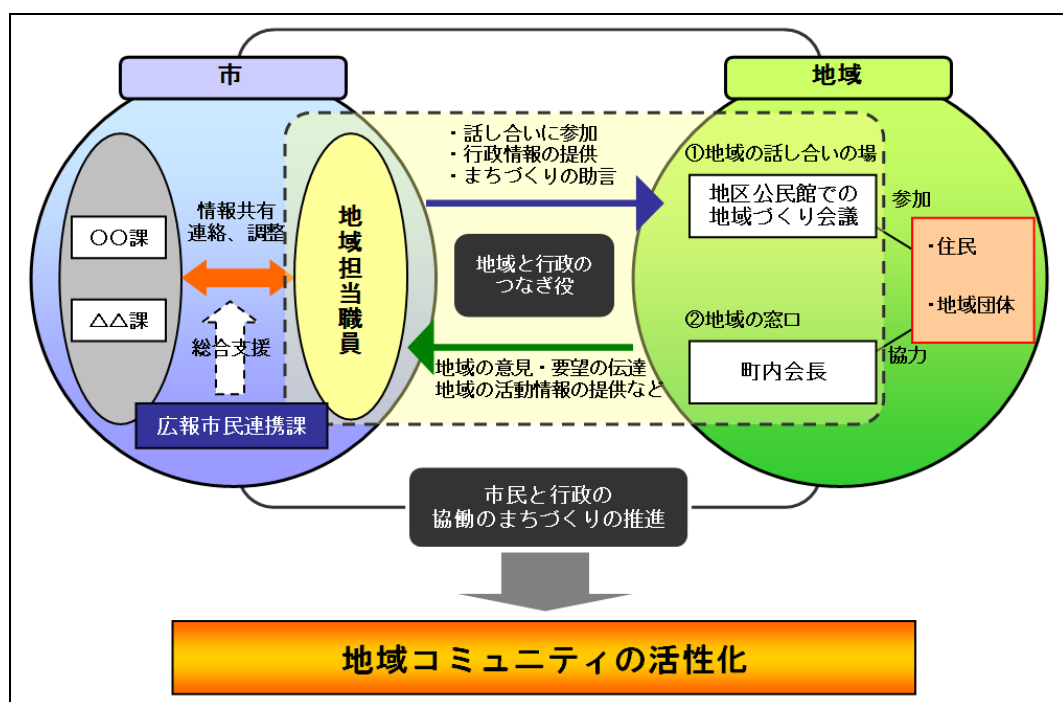 市
地域
・話し合いに参加
・行政情報の提供
・まちづくりの助言
①地域の話し合いの場
地区公民館での
地域づくり会議
参加
情報共有
連絡、調整
〇〇課
△△課
地域担当職員
地域と行政の
つなぎ役
・住民
・地域団体
②地域の窓口
町内会長
協力
総合支援
地域の意見・要望の伝達
地域の活動情報の提供など
広報市民連携課
市民と行政の
協働のまちづくりの推進
地域コミュニティの活性化